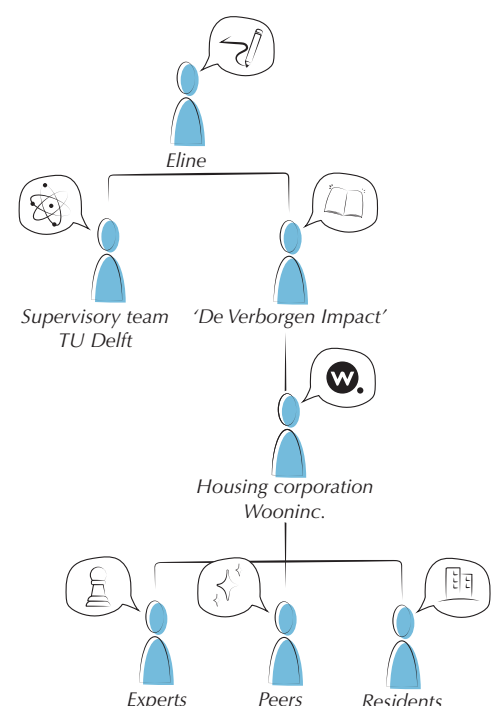 Eline
Supervisory team
TU Delft
‘De Verborgen Impact’
W.
Housing corporation
Wooninc.
Experts
Peers
Residents